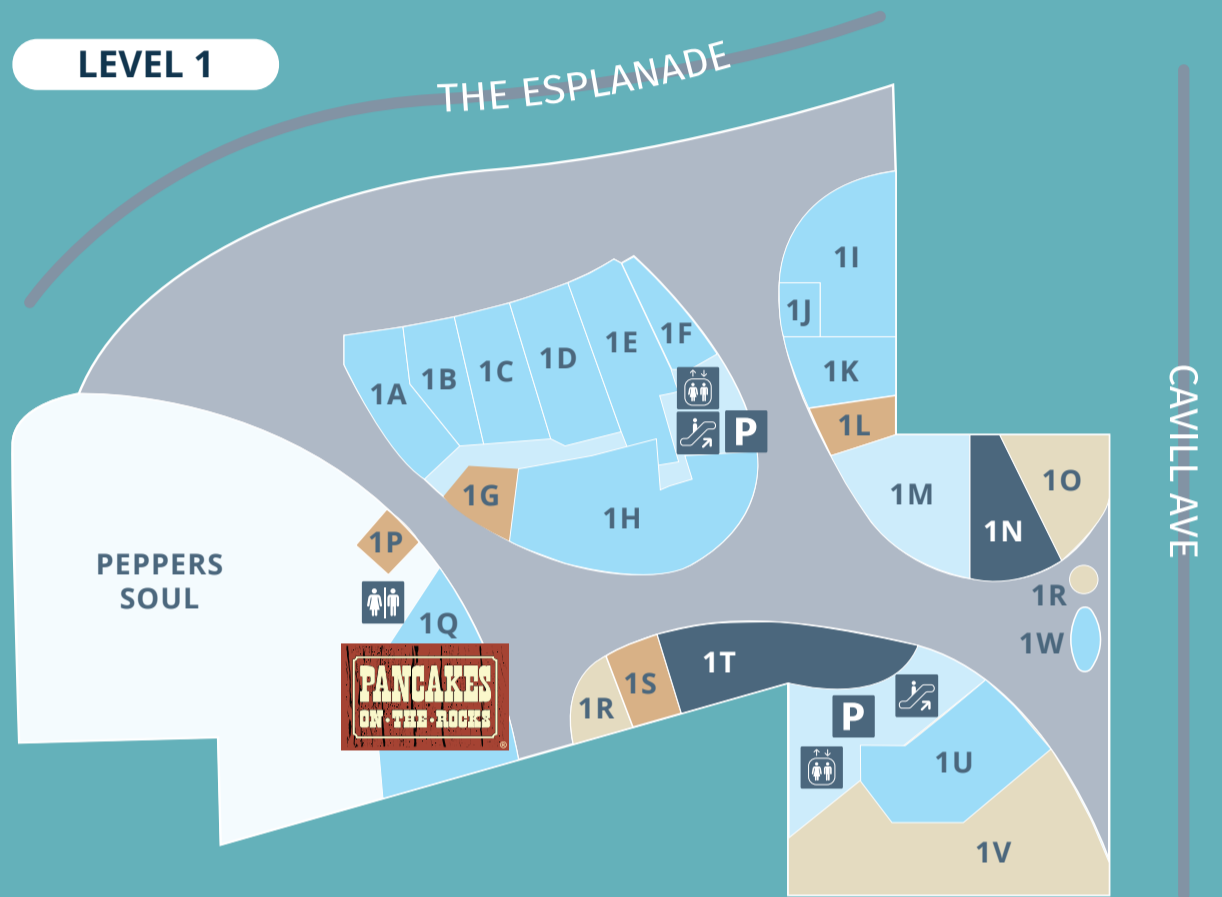 LEVEL 1
THE ESPLANADE
CAVILL AVE
1I
1J
1F
1E
1D
1C
1B
1A
1K
1L
1G
1H
P
1M
1N
1O
1P
PEPPERS
SOUL
1Q
1R
1W
PANCAKES
ON·THE·ROCKS
®
1T
1S
1R
P
1U
1V